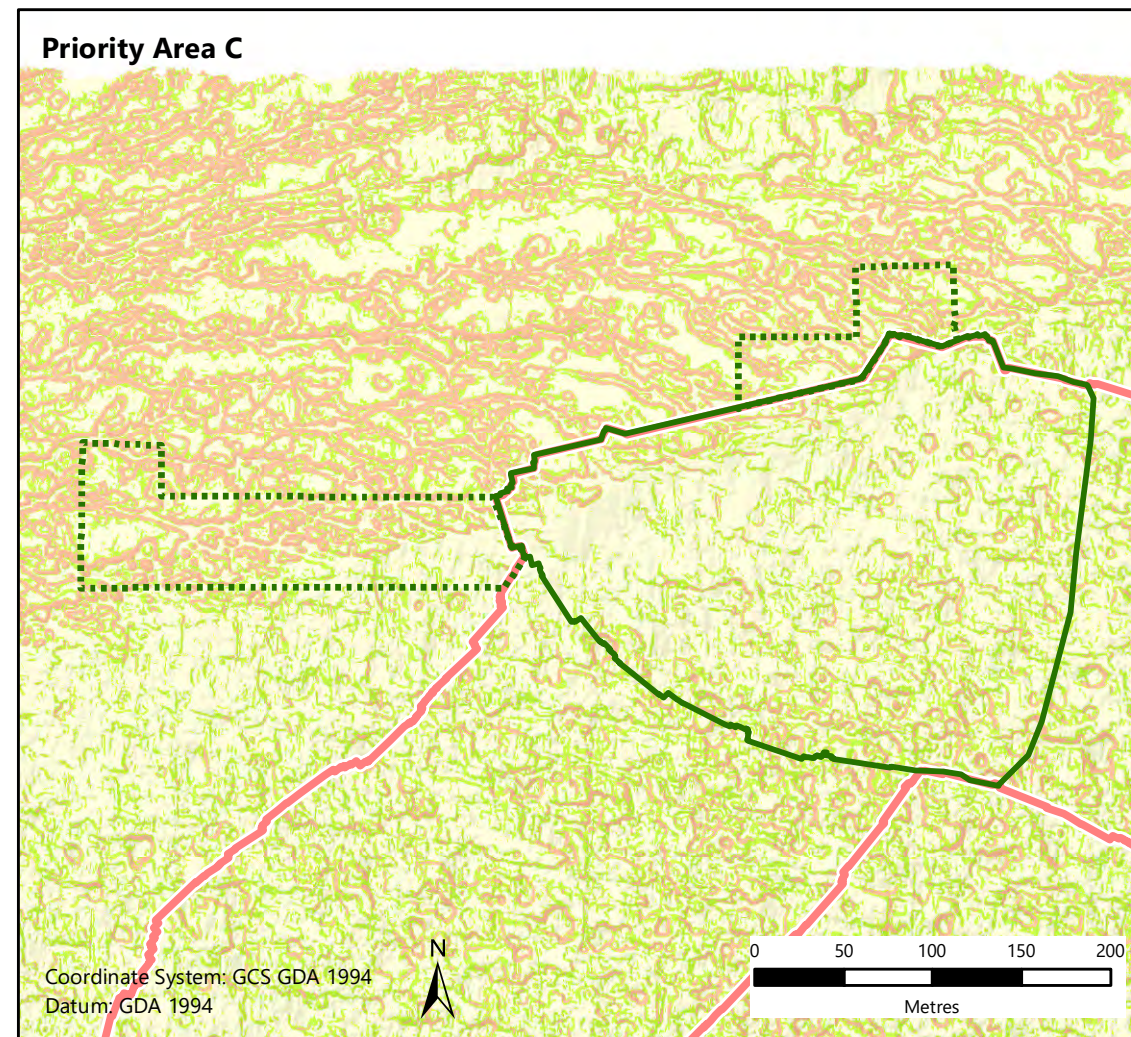 Priority Area C
N
Coordinate System: GCS GDA 1994
Datum: GDA 1994
0 50 100 150 200
Metres